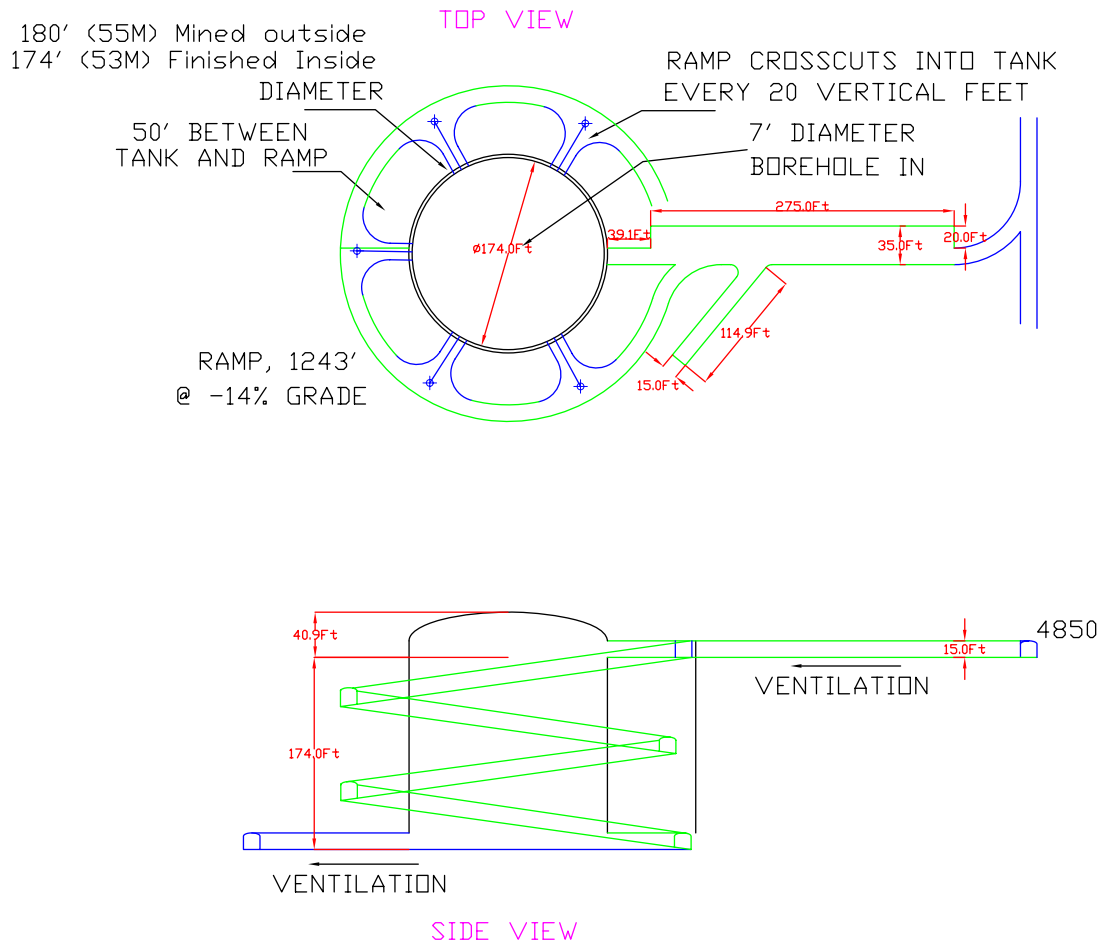 TOP VIEW
180' (55M) Mined outside
174' (53M) Finished Inside
DIAMETER
RAMP CROSSCUTS INTO TANK
EVERY 20 VERTICAL FEET
50' BETWEEN
TANK AND RAMP
7' DIAMETER
BOREHOLE IN
275.0Ft
39.1Ft
20.0Ft
35.0Ft
ø174.0Ft
114.9Ft
15.0Ft
RAMP, 1243'
@ -14% GRADE
40.9Ft
4850
15.0Ft
VENTILATION
174.0Ft
VENTILATION
SIDE VIEW